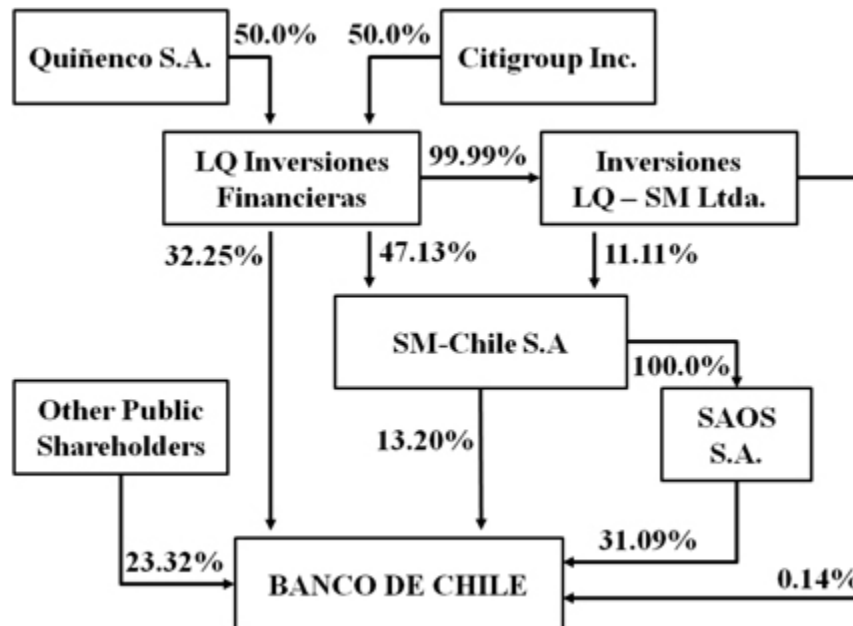 50.0%
50.0%
Quiñenco S.A.
Citigroup Inc.
LQ Inversiones
Financieras
99.99%
Inversiones
LQ – SM Ltda.
32.25%
47.13%
11.11%
SM-Chile S.A
100.0%
Other Public
Shareholders
13.20%
SAOS
S.A.
23.32%
31.09%
BANCO DE CHILE
0.14%